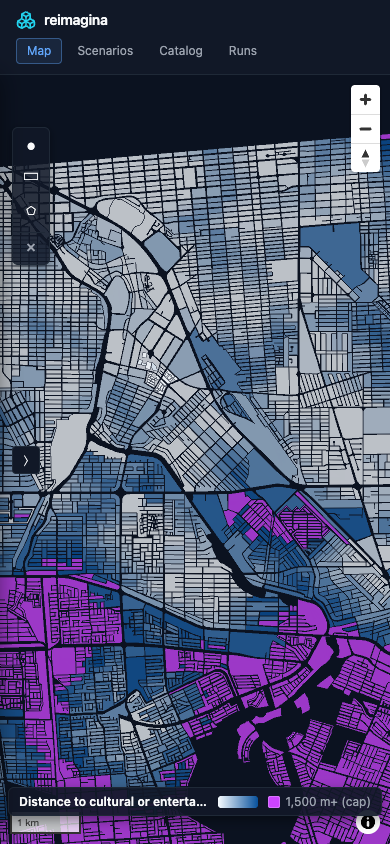 reimagina
Map Scenarios Catalog Runs
Distance to cultural or enterta... 1,500 m+ (cap)
1 km